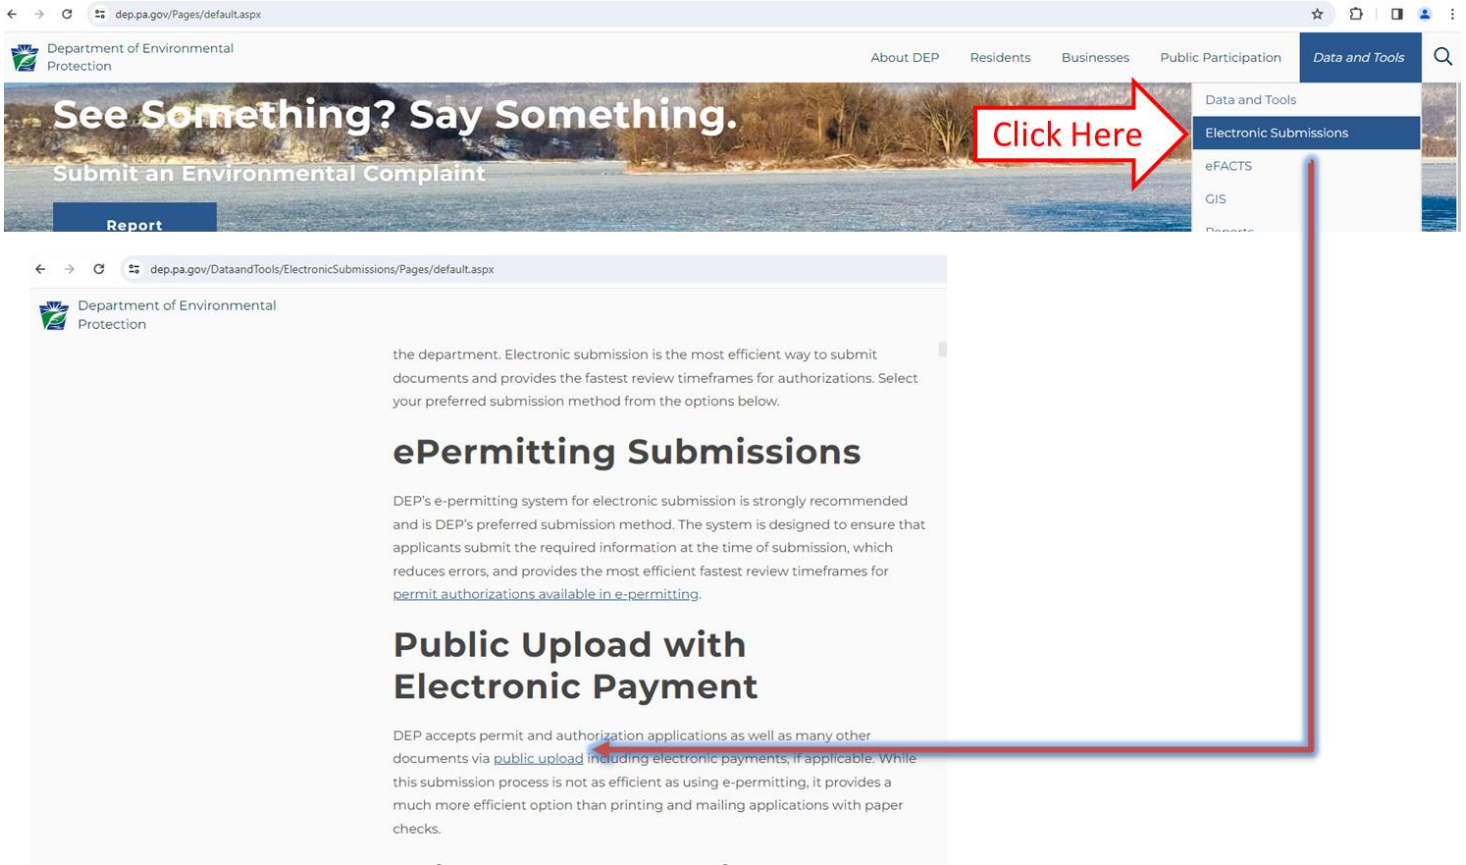 dep.pa.gov/Pages/default.aspx
Department of Environmental
Protection
About DEP Residents Businesses Public Participation Data and Tools
See Something? Say Something.
Submit an Environmental Complaint
Report
Click Here
Data and Tools
Electronic Submissions
eFACTS
GIS
Reports
dep.pa.gov/DataandTools/ElectronicSubmissions/Pages/default.aspx
Department of Environmental
Protection
the department. Electronic submission is the most efficient way to submit
documents and provides the fastest review timeframes for authorizations. Select
your preferred submission method from the options below.
ePermitting Submissions
DEP's e-permitting system for electronic submission is strongly recommended
and is DEP's preferred submission method. The system is designed to ensure that
applicants submit the required information at the time of submission, which
reduces errors, and provides the most efficient fastest review timeframes for
permit authorizations available in e-permitting.
Public Upload with
Electronic Payment
DEP accepts permit and authorization applications as well as many other
documents via public upload including electronic payments, if applicable. While
this submission process is not as efficient as using e-permitting, it provides a
much more efficient option than printing and mailing applications with paper
checks.